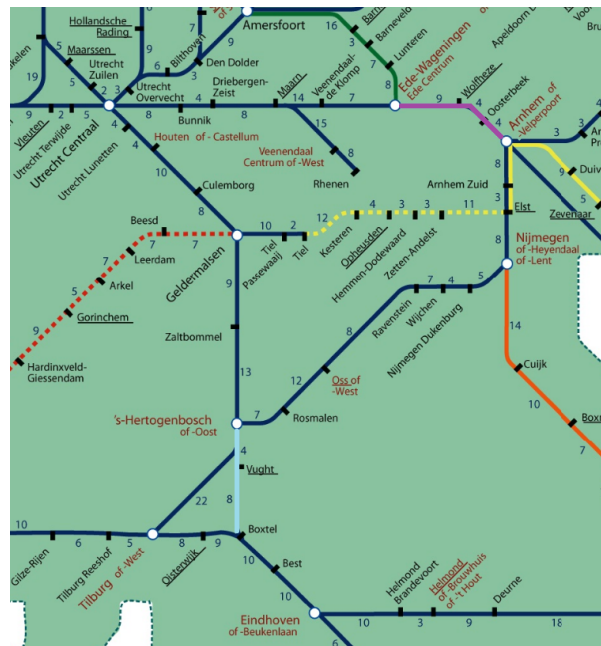 Hollandsche
Rading
Maarssen
Utrecht
Zuilen
Bilthoven
Den Dolder
Amersfoort
Barneveld
Lunteren
Ede-Wageningen
Ede Centrum
Apeldoorn
Utrecht
Overvecht
Driebergen-
Zeist
Maarn
Veenendaal-
de Klomp
Wolfheze
Oosterbeek
Arnhem of
-Velperpoort
Vleuten
Utrecht Terwijde
Utrecht Centraal
Utrecht Lunetten
Bunnik
Houten of - Castellum
Veenendaal
Centrum of -West
Rhenen
Culemborg
Arnhem Zuid
Elst
Zevenaar
Beesd
Leerdam
Arkel
Gorinchem
Hardinxveld-
Giessendam
Geldermalsen
Tiel
Passewaaij
Tiel
Kesteren
Opheusden
Hemmen-Dodewaard
Zetten-Andelst
Nijmegen
of -Heyendaal
of -Lent
Zaltbommel
Ravenstein
Wijchen
Nijmegen Dukenburg
Oss of
-West
Rosmalen
Cuijk
's-Hertogenbosch
of -Oost
Vught
Boxtel
Best
Gilze-Rijen
Tilburg Reeshof
Tilburg of -West
Oisterwijk
Eindhoven
of -Beukenlaan
Helmond
Brandevoort
Helmond
of -Brouwhuis
of -'t Hout
Deurne
19
5
9
6
3
9
16
3
7
8
9
2
3
7
4
8
4
8
14
7
9
4
4
3
4
15
8
4
10
8
8
3
9
5
10
2
12
4
3
3
11
8
7
7
7
5
9
9
13
7
12
8
7
4
5
14
10
7
4
22
8
10
6
5
8
9
10
10
10
3
9
18
6